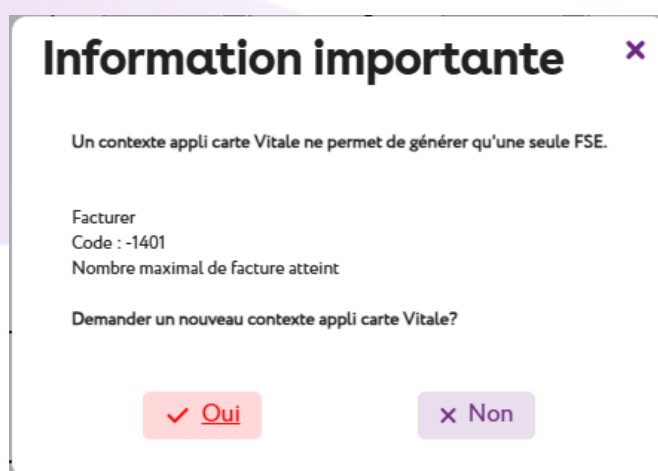 Information importante
Un contexte appli carte Vitale ne permet de générer qu'une seule FSE.
Facturer
Code : -1401
Nombre maximal de facture atteint
Demander un nouveau contexte appli carte Vitale?
Oui
Non